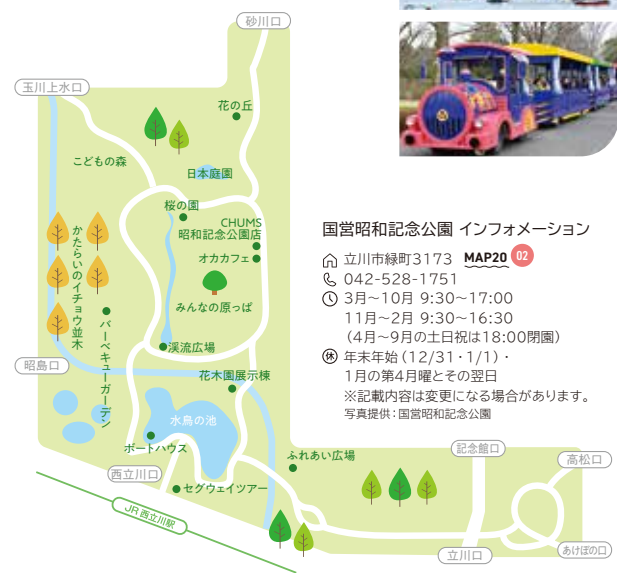 砂川口
玉川上水口
花の丘
こどもの森
日本庭園
桜の園
CHUMS
昭和記念公園店
オカカフェ
かたらいのイチョウ並木
みんなの原っぱ
バーベキューガーデン
渓流広場
昭島口
花木園展示棟
水鳥の池
ボートハウス
ふれあい広場
記念館口
高松口
西立川口
セグウェイツアー
JR 西立川駅
立川口
あけぼの口
国営昭和記念公園 インフォメーション
立川市緑町3173 MAP20 02
042-528-1751
3月〜10月 9:30〜17:00
11月〜2月 9:30〜16:30
(4月〜9月の土日祝は18:00閉園)
休 年末年始(12/31・1/1)・
1月の第4月曜とその翌日
※記載内容は変更になる場合があります。
写真提供:国営昭和記念公園